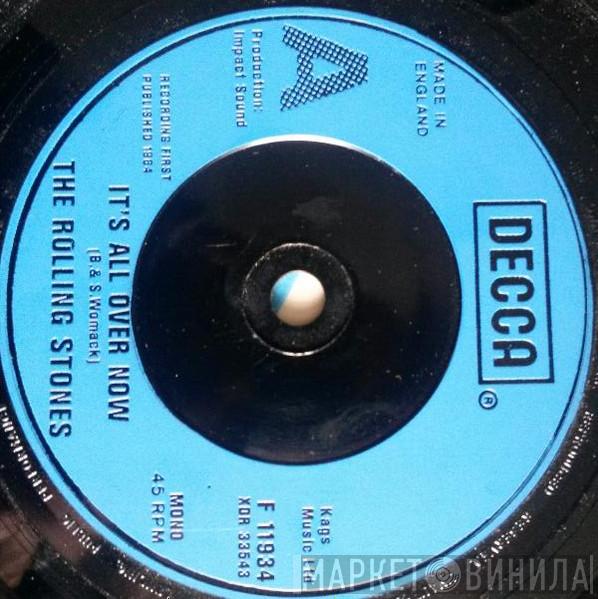 DECCA
®
MADE IN
ENGLAND
A
Production:
Impact Sound
RECORDING FIRST
PUBLISHED 1964
Kags
Music Ltd
F 11934
XDR 33543
MONO
45 RPM
IT'S ALL OVER NOW
(B. & S. Womack)
THE ROLLING STONES
МАРКЕТ ВИНИЛА